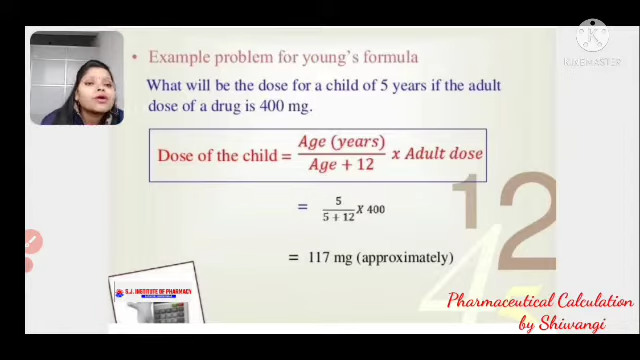 KINEMASTER
• Example problem for young's formula
What will be the dose for a child of 5 years if the adult
dose of a drug is 400 mg.
Dose of the child = Age (years) / Age + 12 x Adult dose
= 5 / 5 + 12 X 400
= 117 mg (approximately)
12
4
S.J. INSTITUTE OF PHARMACY
Pharmaceutical Calculation
by Shiwangi